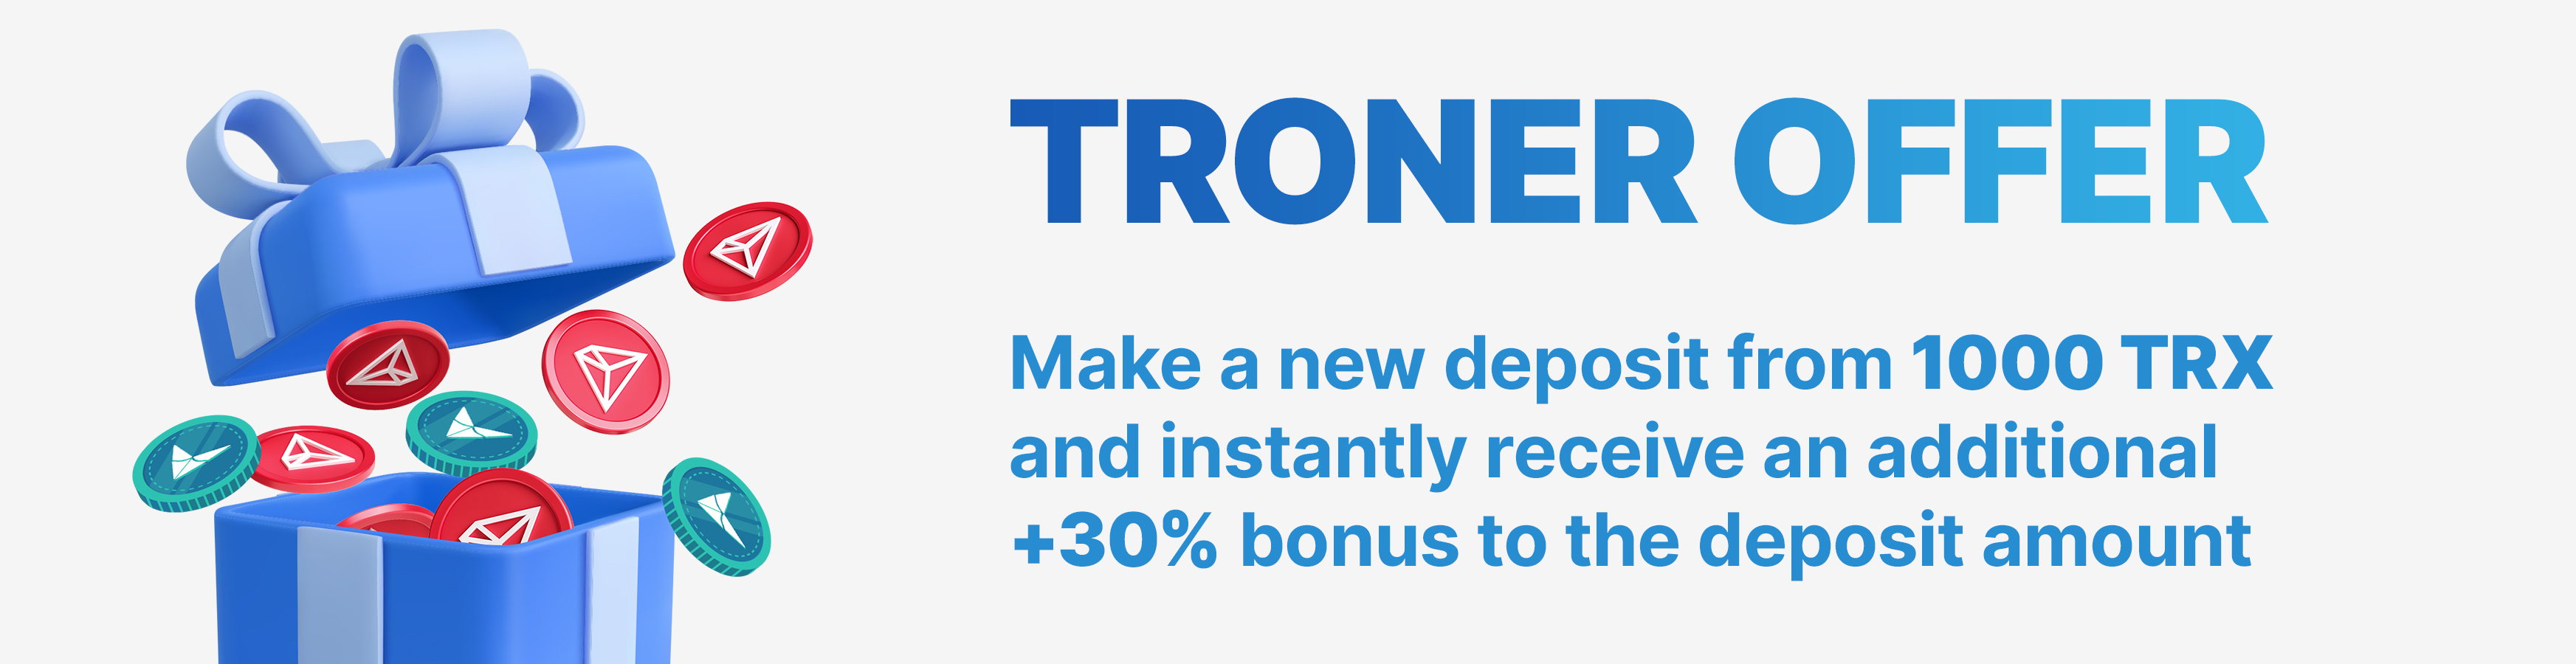 TRONER OFFER
Make a new deposit from 1000 TRX
and instantly receive an additional
+30% bonus to the deposit amount